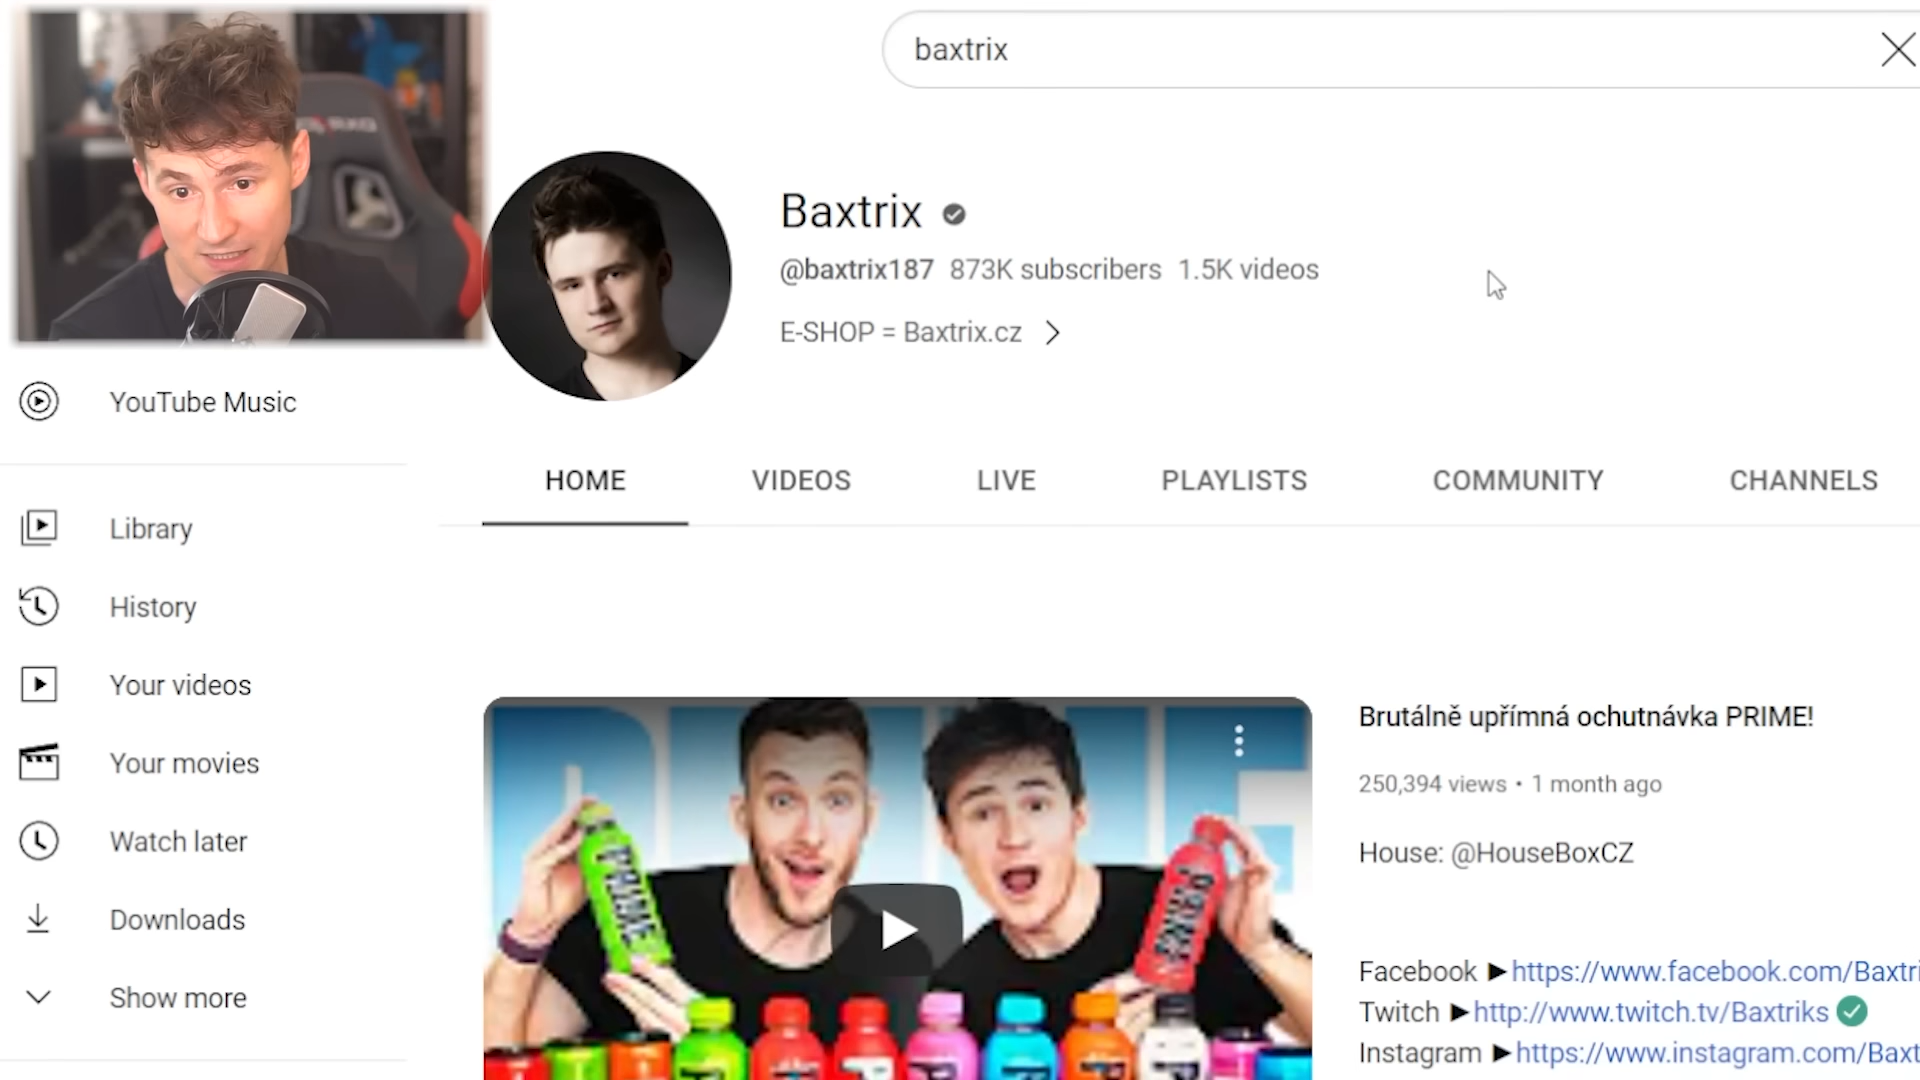 baxtrix
Baxtrix
@baxtrix187 873K subscribers 1.5K videos
E-SHOP = Baxtrix.cz
YouTube Music
HOME VIDEOS LIVE PLAYLISTS COMMUNITY CHANNELS
Library
History
Your videos
Your movies
Watch later
Downloads
Show more
PRIME
PRIME
Brutálně upřímná ochutnávka PRIME!
250,394 views • 1 month ago
House: @HouseBoxCZ
Facebook ►https://www.facebook.com/Baxtri
Twitch ►http://www.twitch.tv/Baxtriks
Instagram ►https://www.instagram.com/Baxt